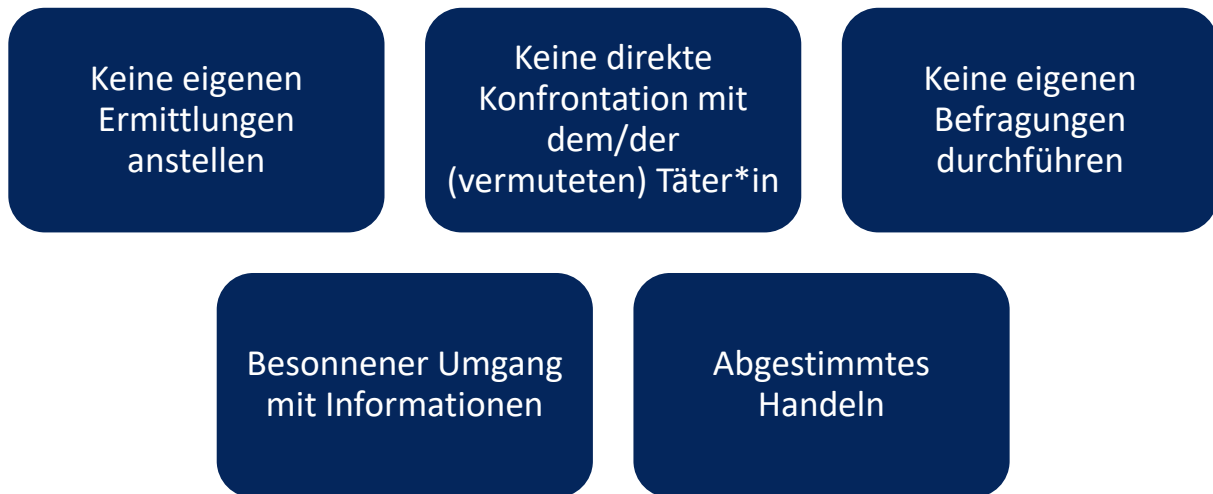 Keine eigenen
Ermittlungen
anstellen
Keine direkte
Konfrontation mit
dem/der
(vermuteten) Täter*in
Keine eigenen
Befragungen
durchführen
Besonnener Umgang
mit Informationen
Abgestimmtes
Handeln